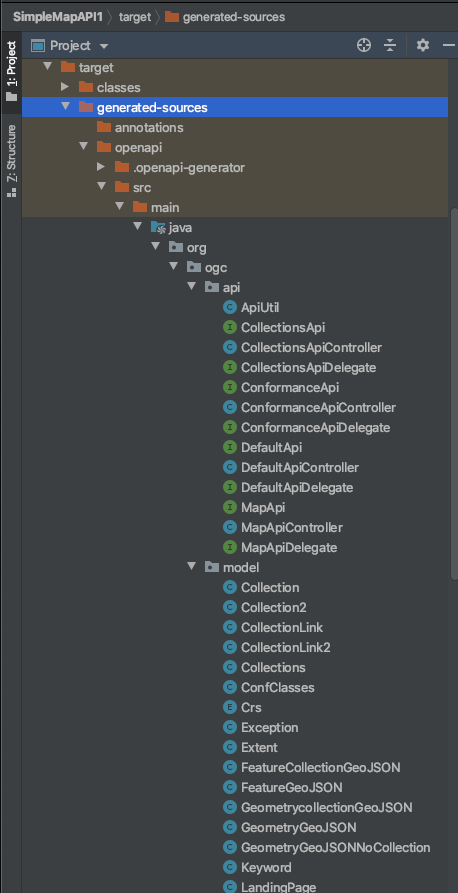 SimpleMapAPI1 › target › generated-sources
1: Project
Project
target
classes
generated-sources
annotations
openapi
.openapi-generator
Z: Structure
src
main
java
org
ogc
api
C ApiUtil
I CollectionsApi
C CollectionsApiController
I CollectionsApiDelegate
I ConformanceApi
C ConformanceApiController
I ConformanceApiDelegate
I DefaultApi
C DefaultApiController
I DefaultApiDelegate
I MapApi
C MapApiController
I MapApiDelegate
model
C Collection
C Collection2
C CollectionLink
C CollectionLink2
C Collections
C ConfClasses
E Crs
C Exception
C Extent
C FeatureCollectionGeoJSON
C FeatureGeoJSON
C GeometrycollectionGeoJSON
C GeometryGeoJSON
C GeometryGeoJSONNoCollection
C Keyword
C LandingPage